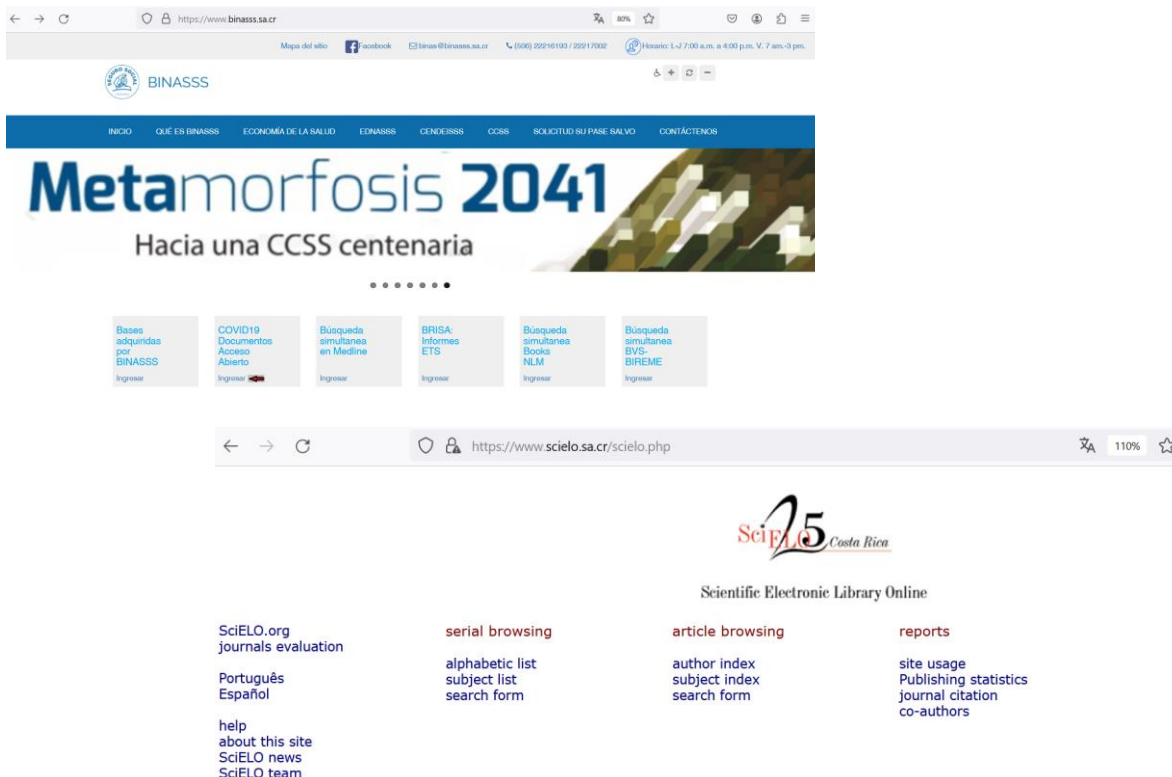 https://www.binasss.sa.cr
80%
Mapa del sitio Facebook binas@binasss.sa.cr (506) 22216193 / 22217002 Horario: L-J 7:00 a.m. a 4:00 p.m. V. 7 am.-3 pm.
BINASSS
INICIO QUÉ ES BINASSS ECONOMÍA DE LA SALUD EDNASSS CENDEISSS CCSS SOLICITUD SU PASE SALVO CONTÁCTENOS
Metamorfosis 2041
Hacia una CCSS centenaria
Bases adquiridas por BINASSS
Ingresar
COVID19 Documentos Acceso Abierto
Ingresar
Búsqueda simultanea en Medline
Ingresar
BRISA: Informes ETS
Ingresar
Búsqueda simultanea Books NLM
Ingresar
Búsqueda simultanea BVS-BIREME
Ingresar
https://www.scielo.sa.cr/scielo.php
110%
SciELO 25 Costa Rica
Scientific Electronic Library Online
SciELO.org
journals evaluation
Português
Español
help
about this site
SciELO news
SciELO team
serial browsing
alphabetic list
subject list
search form
article browsing
author index
subject index
search form
reports
site usage
Publishing statistics
journal citation
co-authors